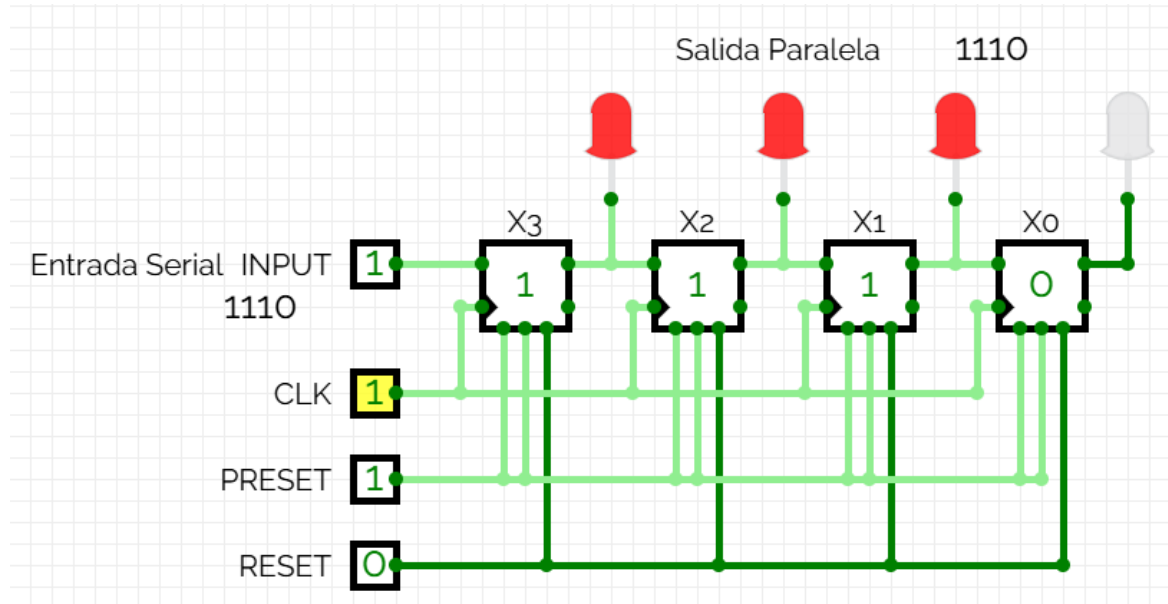 Salida Paralela 1110
X3 X2 X1 X0
Entrada Serial INPUT 1
1 1 1 0
1110
CLK 1
PRESET 1
RESET 0